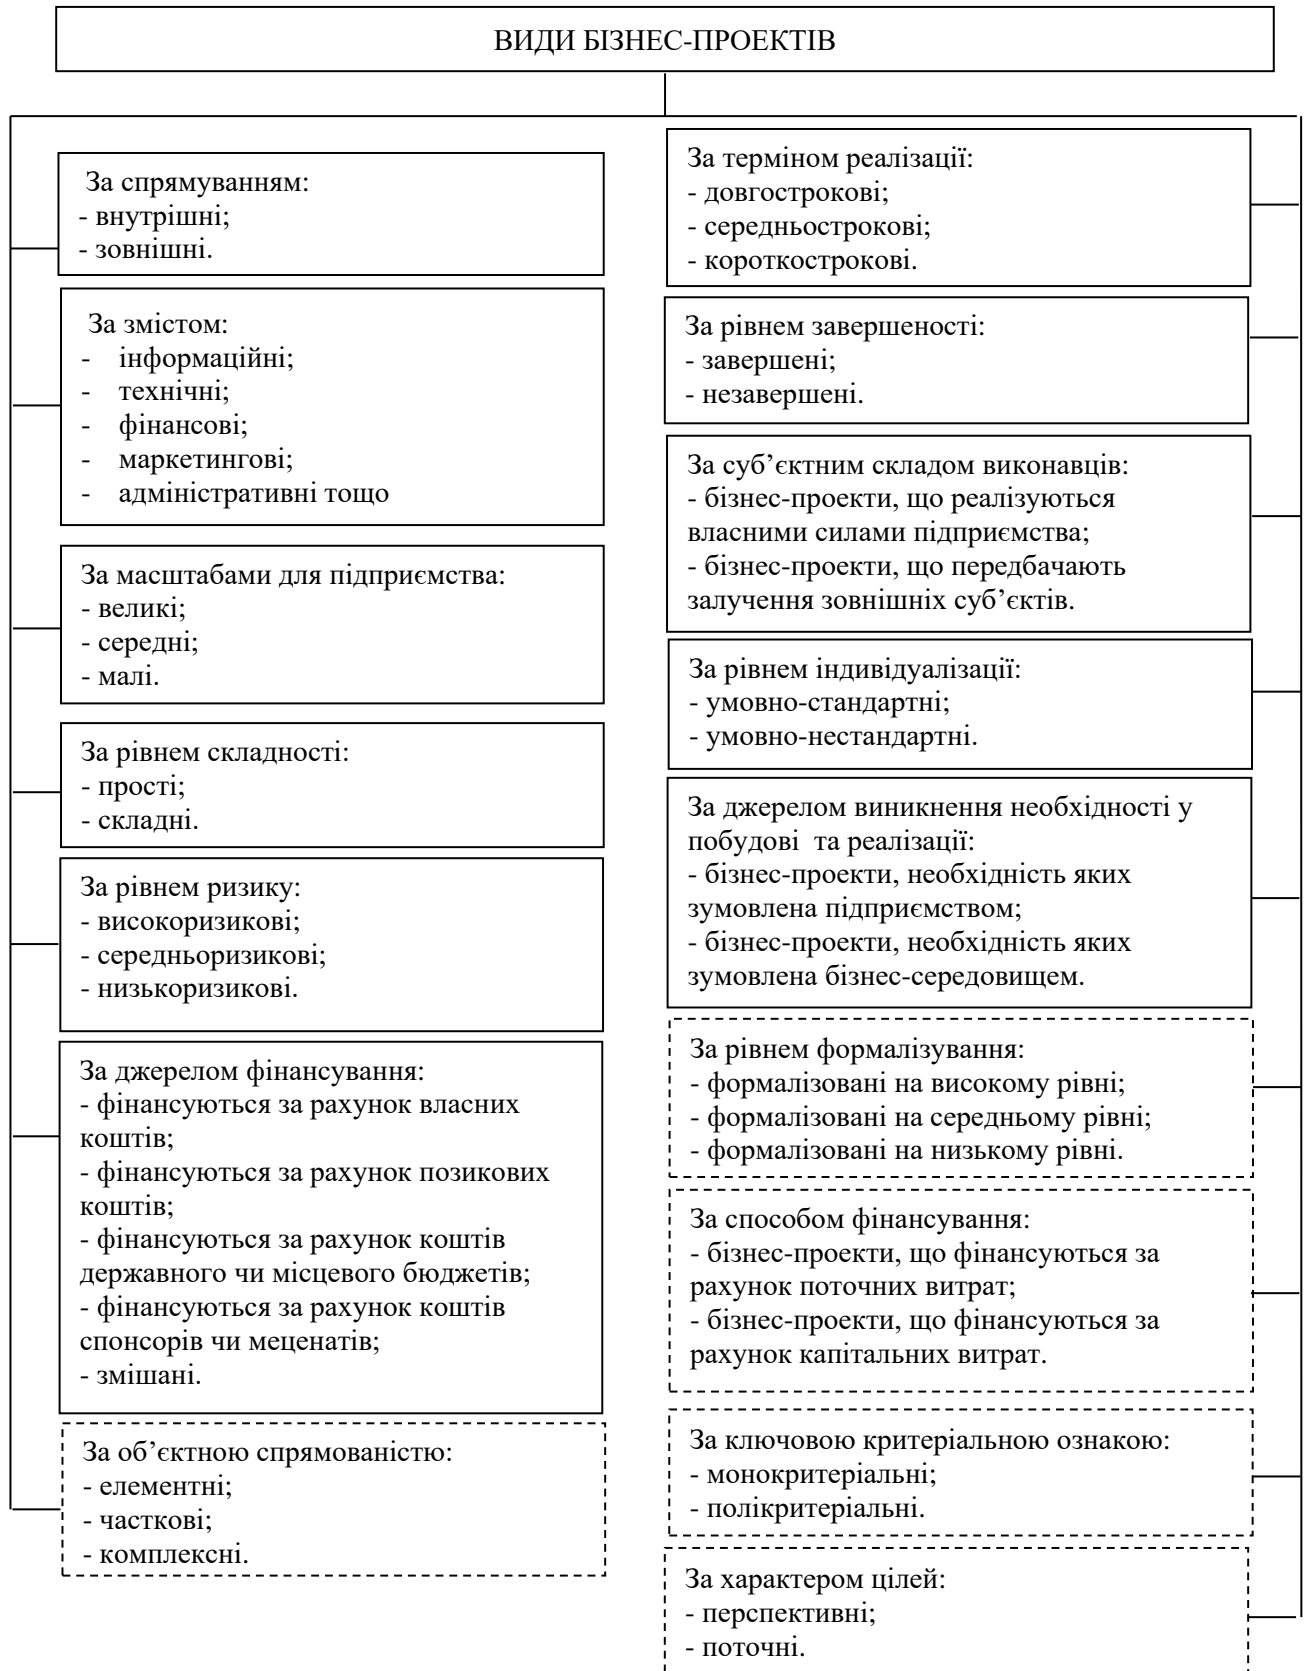 ВИДИ БІЗНЕС-ПРОЕКТІВ
За спрямуванням:
- внутрішні;
- зовнішні.
За змістом:
- інформаційні;
- технічні;
- фінансові;
- маркетингові;
- адміністративні тощо
За масштабами для підприємства:
- великі;
- середні;
- малі.
За рівнем складності:
- прості;
- складні.
За рівнем ризику:
- високоризикові;
- середньоризикові;
- низькоризикові.
За джерелом фінансування:
- фінансуються за рахунок власних
коштів;
- фінансуються за рахунок позикових
коштів;
- фінансуються за рахунок коштів
державного чи місцевого бюджетів;
- фінансуються за рахунок коштів
спонсорів чи меценатів;
- змішані.
За об’єктною спрямованістю:
- елементні;
- часткові;
- комплексні.
За терміном реалізації:
- довгострокові;
- середньострокові;
- короткострокові.
За рівнем завершеності:
- завершені;
- незавершені.
За суб’єктним складом виконавців:
- бізнес-проекти, що реалізуються
власними силами підприємства;
- бізнес-проекти, що передбачають
залучення зовнішніх суб’єктів.
За рівнем індивідуалізації:
- умовно-стандартні;
- умовно-нестандартні.
За джерелом виникнення необхідності у
побудові та реалізації:
- бізнес-проекти, необхідність яких
зумовлена підприємством;
- бізнес-проекти, необхідність яких
зумовлена бізнес-середовищем.
За рівнем формалізування:
- формалізовані на високому рівні;
- формалізовані на середньому рівні;
- формалізовані на низькому рівні.
За способом фінансування:
- бізнес-проекти, що фінансуються за
рахунок поточних витрат;
- бізнес-проекти, що фінансуються за
рахунок капітальних витрат.
За ключовою критеріальною ознакою:
- монокритеріальні;
- полікритеріальні.
За характером цілей:
- перспективні;
- поточні.